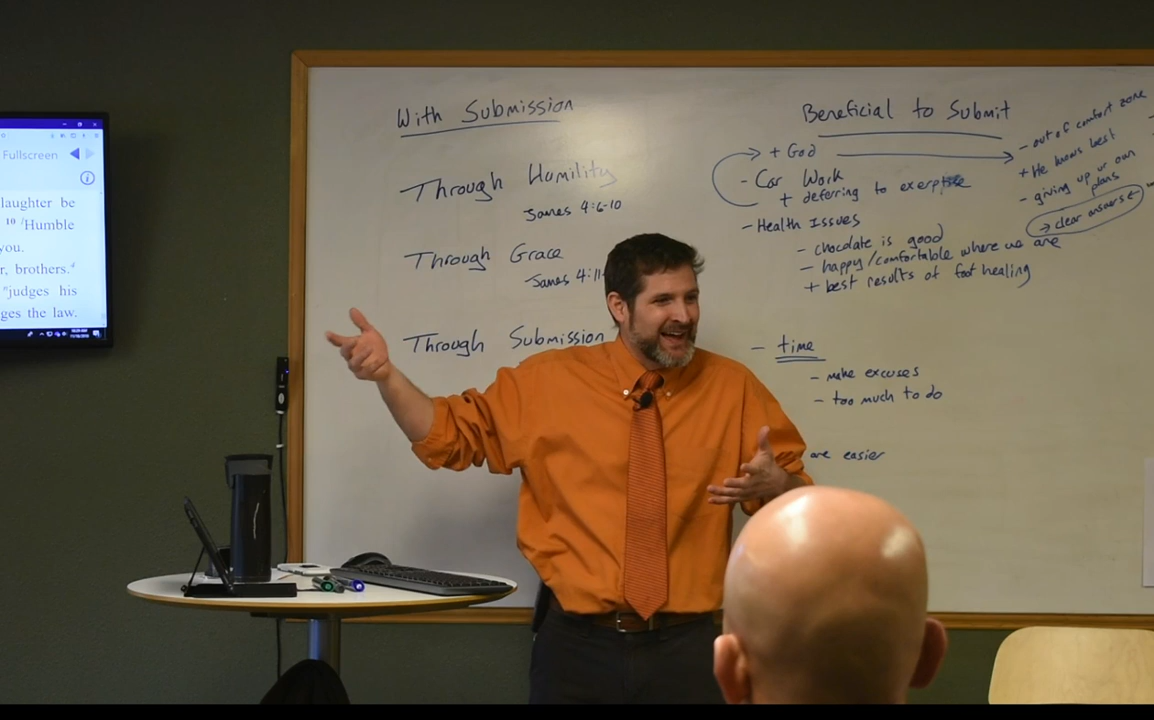 Fullscreen
laughter be
10 Humble
you.
r, brothers.
judges his
ges the law.
With Submission
Through Humility
James 4:6-10
Through Grace
James 4:11
Through Submission
Beneficial to Submit
+ God
- Car Work
+ deferring to
- Health Issues
- chocolate is good
- happy/comfortable where we are
+ best results of foot healing
- time
- make excuses
- too much to do
are easier
- out of comfort zone
+ He knows best
- giving up our own
plans
→ clear answers